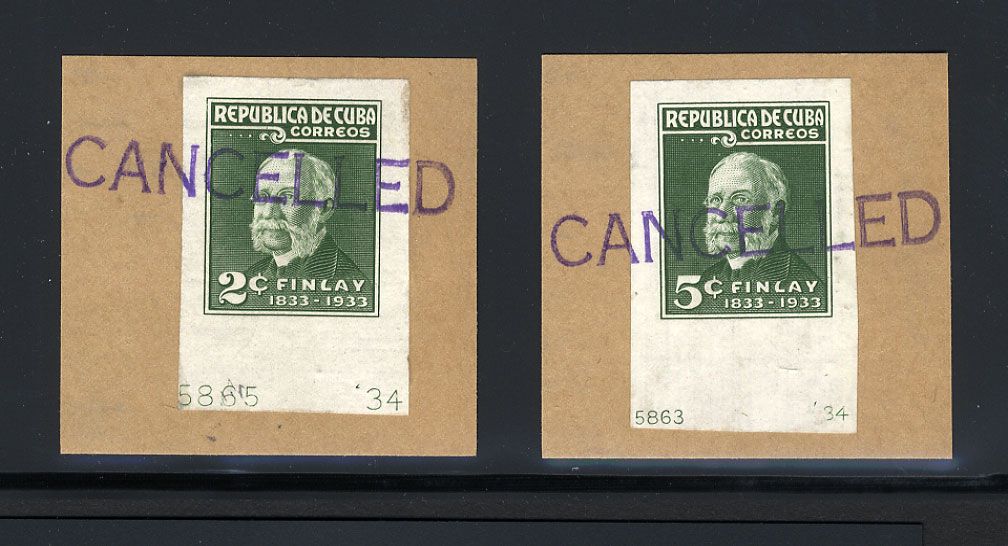 REPUBLICA DE CUBA
CORREOS
CANCELLED
2¢ FINLAY
1833-1933
5865 '34
REPUBLICA DE CUBA
CORREOS
CANCELLED
5¢ FINLAY
1833-1933
5863 '34